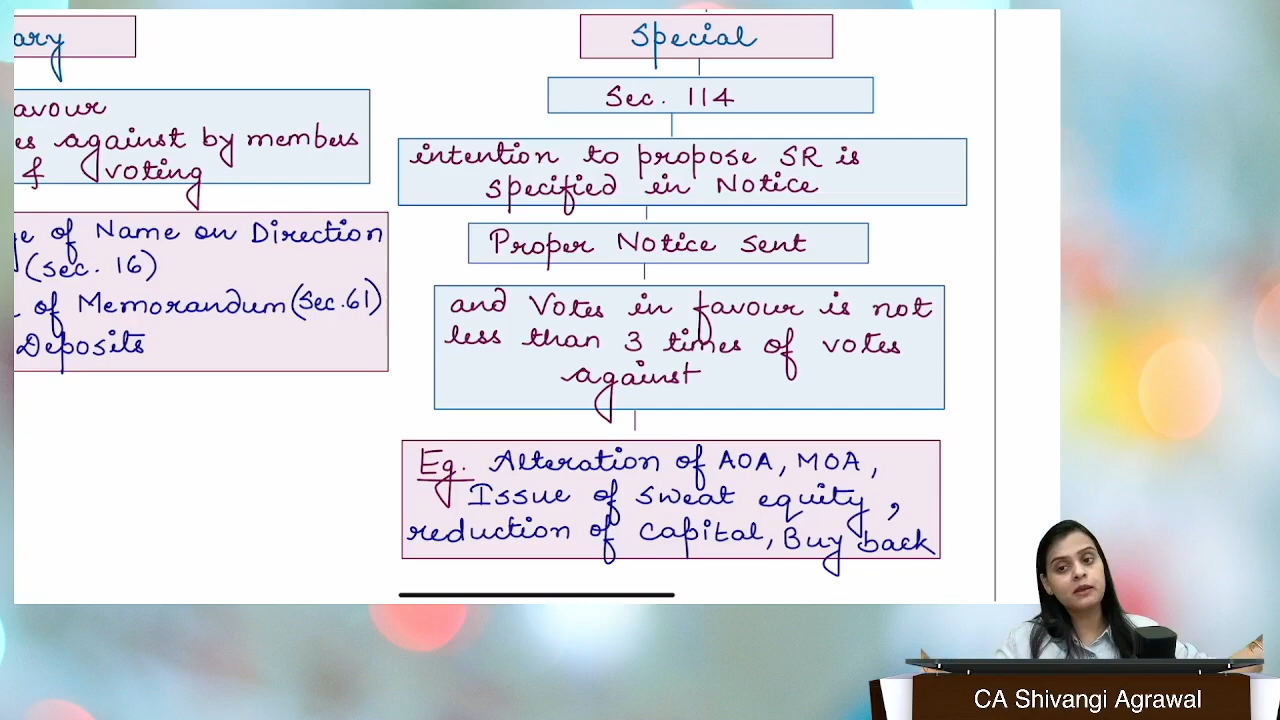 ary
avour
es against by members
& voting
e of Name on Direction
(Sec. 16)
of Memorandum (Sec. 61)
Deposits
Special
Sec. 114
intention to propose SR is
specified in Notice
Proper Notice sent
and Votes in favour is not
less than 3 times of votes
against
Eg. Alteration of AOA, MOA,
Issue of sweat equity,
reduction of Capital, Buy back
CA Shivangi Agrawal